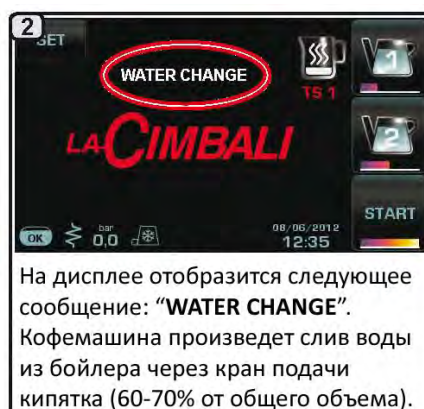 2
SET
WATER CHANGE
TS 1
1
LA CIMBALI
2
START
OK
bar
0,0
08/06/2012
12:35
На дисплее отобразится следующее
сообщение: “WATER CHANGE”.
Кофемашина произведет слив воды
из бойлера через кран подачи
кипятка (60-70% от общего объема).